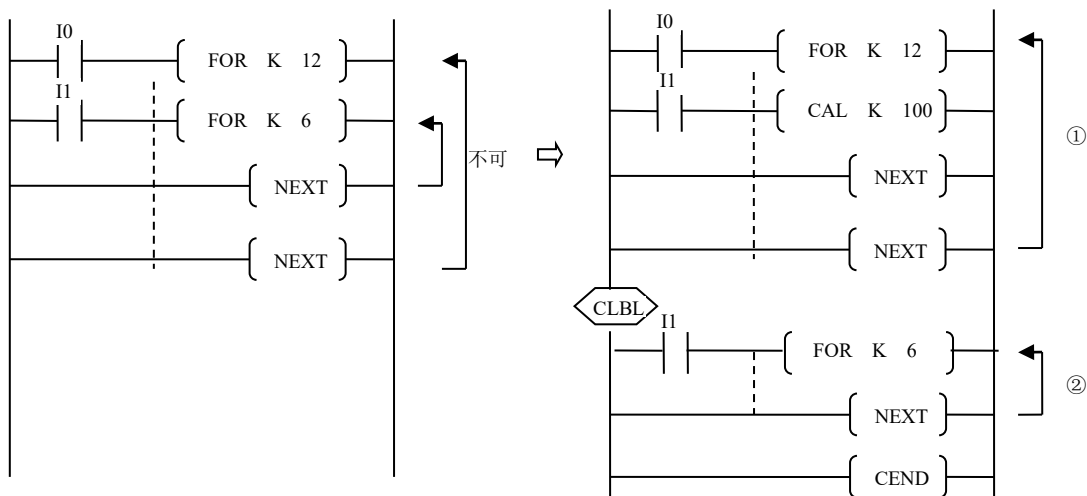 I0
FOR K 12
I1
FOR K 6
不可
NEXT
NEXT
I0
FOR K 12
I1
CAL K 100
①
NEXT
NEXT
CLBL
I1
FOR K 6
②
NEXT
CEND